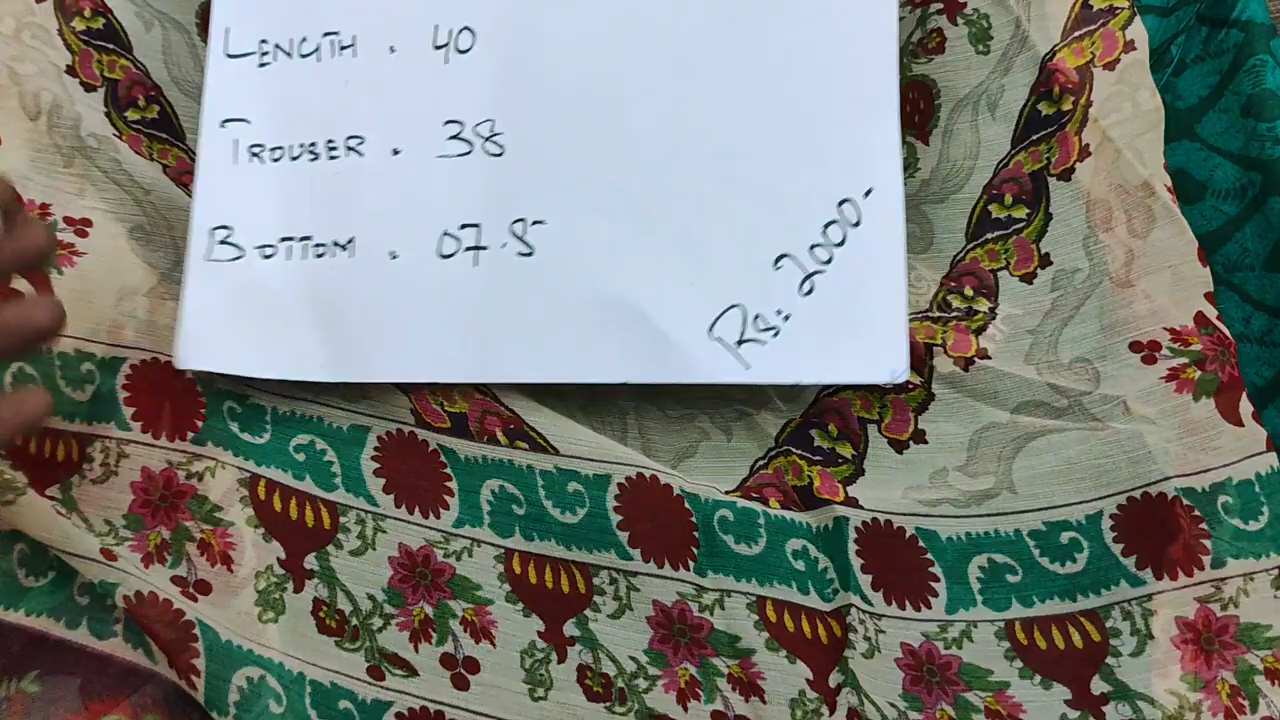 LENGTH . 40
TROUSER . 38
BOTTOM . 07.5
Rs: 2000-